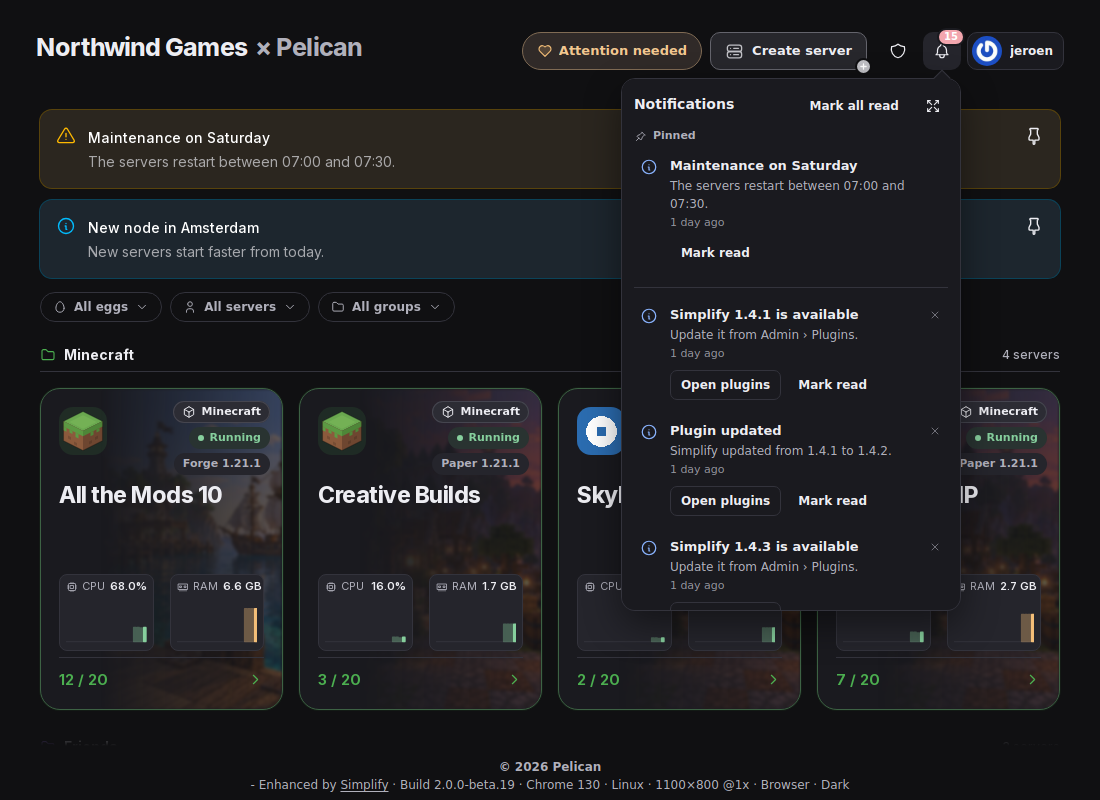 Northwind Games × Pelican
Attention needed
Create server
15
jeroen
Notifications
Mark all read
Pinned
Maintenance on Saturday
The servers restart between 07:00 and
07:30.
1 day ago
Mark read
Simplify 1.4.1 is available
Update it from Admin › Plugins.
1 day ago
Open plugins
Mark read
Plugin updated
Simplify updated from 1.4.1 to 1.4.2.
1 day ago
Open plugins
Mark read
Simplify 1.4.3 is available
Update it from Admin › Plugins.
1 day ago
Maintenance on Saturday
The servers restart between 07:00 and 07:30.
New node in Amsterdam
New servers start faster from today.
All eggs
All servers
All groups
Minecraft
4 servers
Minecraft
Running
Forge 1.21.1
All the Mods 10
CPU 68.0%
RAM 6.6 GB
12 / 20
Minecraft
Running
Paper 1.21.1
Creative Builds
CPU 16.0%
RAM 1.7 GB
3 / 20
CPU
2 / 20
Minecraft
Running
Paper 1.21.1
RAM 2.7 GB
7 / 20
Friends
© 2026 Pelican
- Enhanced by Simplify · Build 2.0.0-beta.19 · Chrome 130 · Linux · 1100×800 @1x · Browser · Dark